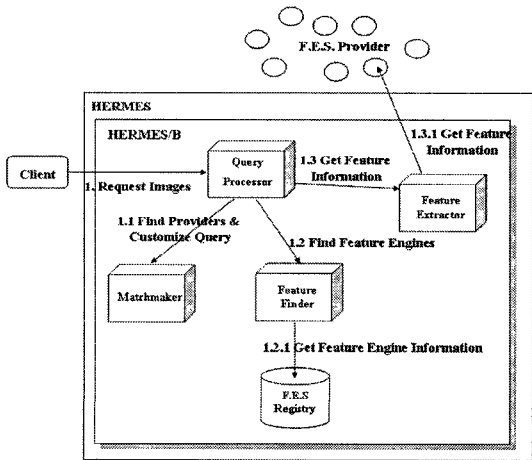 F.E.S. Provider
HERMES
HERMES/B
1.3.1 Get Feature
Information
Client
1. Request Images
Query
Processor
1.3 Get Feature
Information
Feature
Extractor
1.1 Find Providers &
Customize Query
1.2 Find Feature Engines
Matchmaker
Feature
Finder
1.2.1 Get Feature Engine Information
F.E.S
Registry